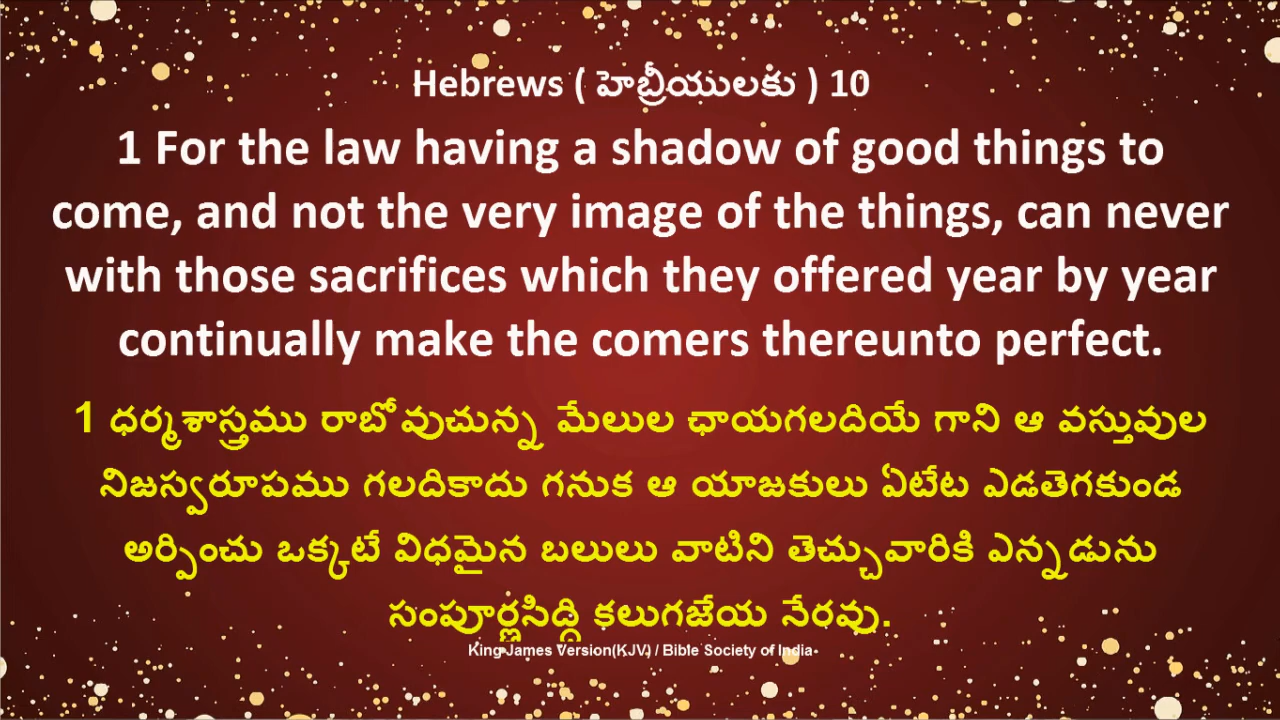 Hebrews ( హెబ్రీయులకు ) 10
1 For the law having a shadow of good things to
come, and not the very image of the things, can never
with those sacrifices which they offered year by year
continually make the comers thereunto perfect.
1 ధర్మశాస్త్రము రాబోవుచున్న మేలుల ఛాయగలదియే గాని ఆ వస్తువుల
నిజస్వరూపము గలదికాదు గనుక ఆ యాజకులు ఏటేట ఎడతెగకుండ
అర్పించు ఒక్కటే విధమైన బలులు వాటిని తెచ్చువారికి ఎన్నడును
సంపూర్ణసిద్ధి కలుగజేయ నేరవు.
King James Version(KJV) / Bible Society of India